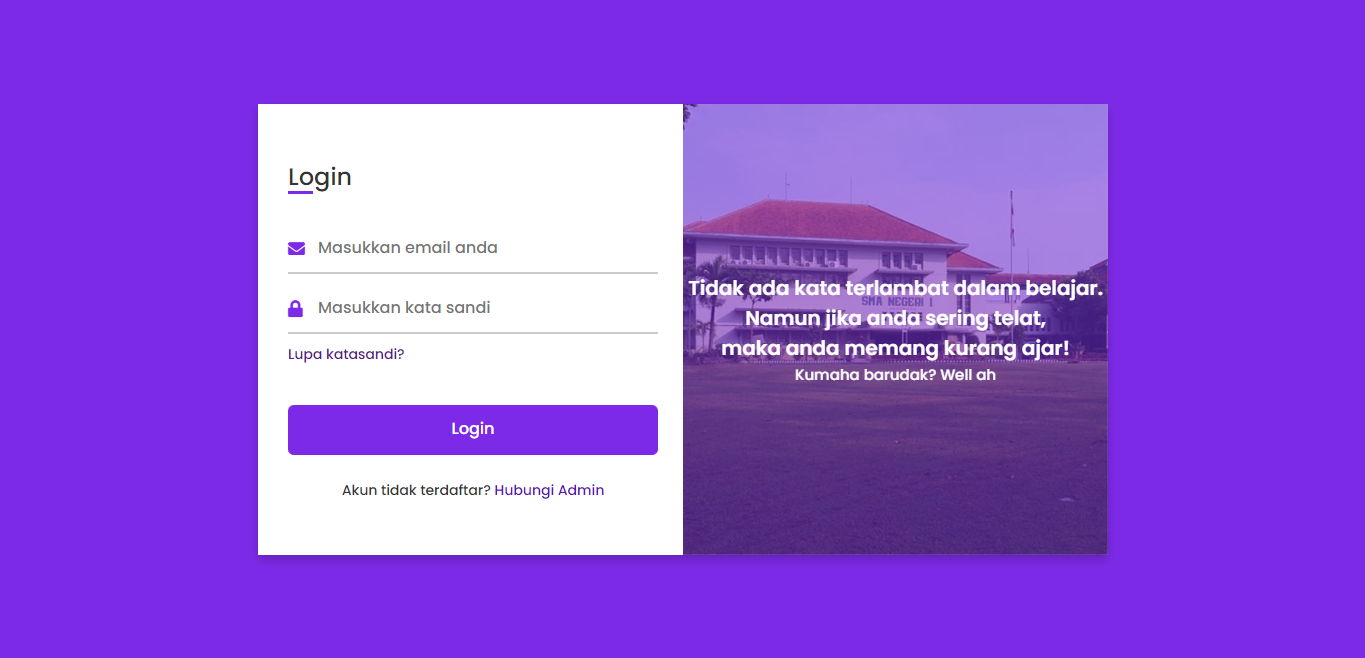 Login
Masukkan email anda
Masukkan kata sandi
Lupa katasandi?
Login
Akun tidak terdaftar? Hubungi Admin
Tidak ada kata terlambat dalam belajar.
SMA NEGERI 1
Namun jika anda sering telat,
maka anda memang kurang ajar!
Kumaha barudak? Well ah